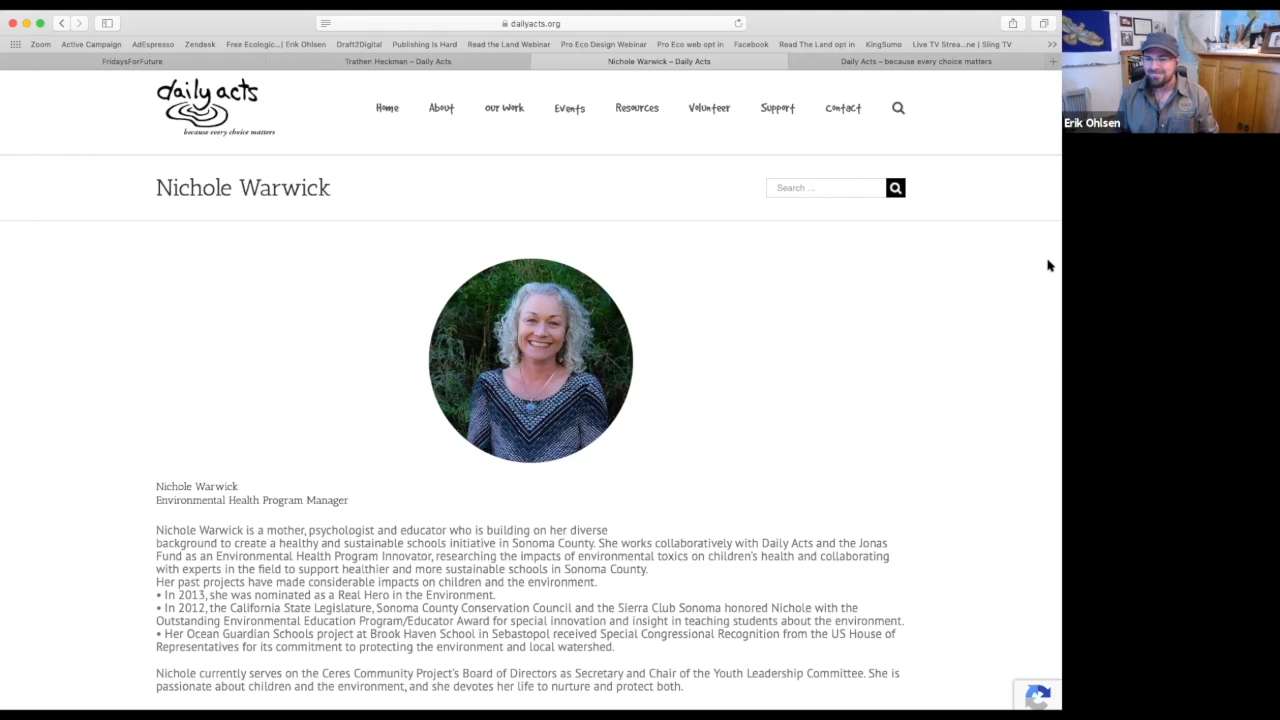 dailyacts.org
Zoom Active Campaign AdEspresso Zendesk Free Ecologic...| Erik Ohlsen Draft2Digital Publishing Is Hard Read the Land Webinar Pro Eco Design Webinar Pro Eco web opt in Facebook Read The Land opt in KingSumo Live TV Strea...ne | Sling TV
FridaysForFuture Trathen Heckman – Daily Acts Nichole Warwick – Daily Acts Daily Acts – because every choice matters
daily acts
because every choice matters
Home About Our Work Events Resources Volunteer Support Contact
Erik Ohlsen
Nichole Warwick
Search ...
Nichole Warwick
Environmental Health Program Manager
Nichole Warwick is a mother, psychologist and educator who is building on her diverse
background to create a healthy and sustainable schools initiative in Sonoma County. She works collaboratively with Daily Acts and the Jonas
Fund as an Environmental Health Program Innovator, researching the impacts of environmental toxics on children's health and collaborating
with experts in the field to support healthier and more sustainable schools in Sonoma County.
Her past projects have made considerable impacts on children and the environment.
• In 2013, she was nominated as a Real Hero in the Environment.
• In 2012, the California State Legislature, Sonoma County Conservation Council and the Sierra Club Sonoma honored Nichole with the
Outstanding Environmental Education Program/Educator Award for special innovation and insight in teaching students about the environment.
• Her Ocean Guardian Schools project at Brook Haven School in Sebastopol received Special Congressional Recognition from the US House of
Representatives for its commitment to protecting the environment and local watershed.
Nichole currently serves on the Ceres Community Project's Board of Directors as Secretary and Chair of the Youth Leadership Committee. She is
passionate about children and the environment, and she devotes her life to nurture and protect both.